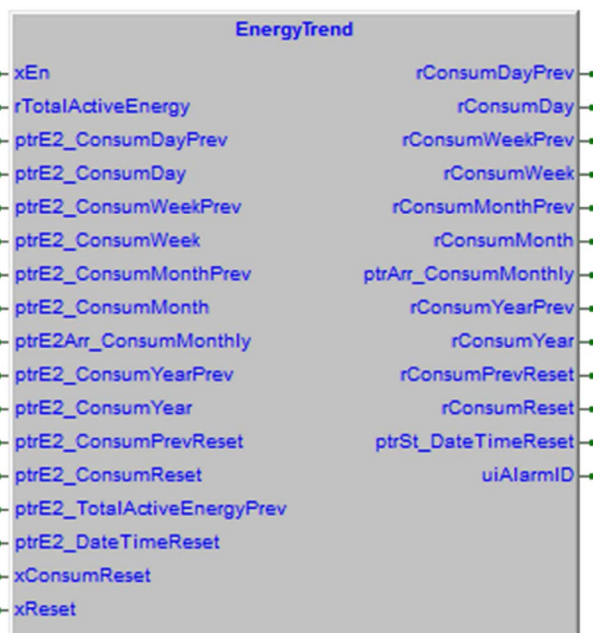 EnergyTrend
xEn rConsumDayPrev
rTotalActiveEnergy rConsumDay
ptrE2_ConsumDayPrev rConsumWeekPrev
ptrE2_ConsumDay rConsumWeek
ptrE2_ConsumWeekPrev rConsumMonthPrev
ptrE2_ConsumWeek rConsumMonth
ptrE2_ConsumMonthPrev ptrArr_ConsumMonthly
ptrE2_ConsumMonth rConsumYearPrev
ptrE2Arr_ConsumMonthly rConsumYear
ptrE2_ConsumYearPrev rConsumPrevReset
ptrE2_ConsumYear rConsumReset
ptrE2_ConsumPrevReset ptrSt_DateTimeReset
ptrE2_ConsumReset uiAlarmID
ptrE2_TotalActiveEnergyPrev
ptrE2_DateTimeReset
xConsumReset
xReset